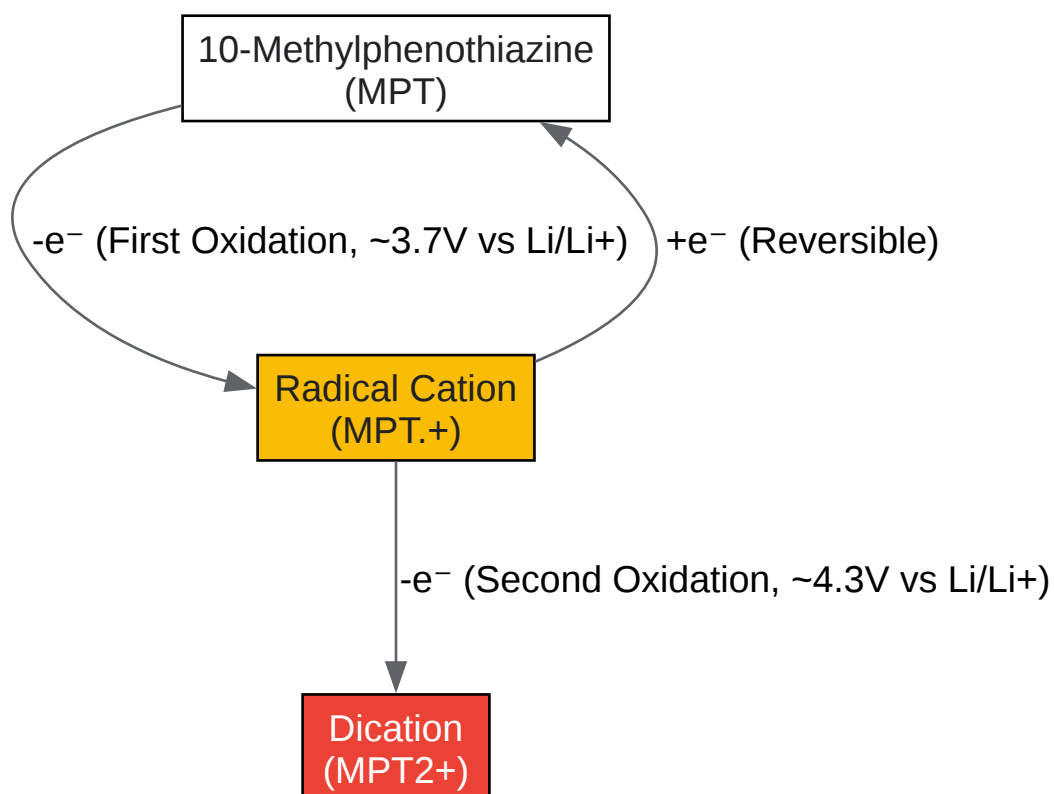 10-Methylphenothiazine
(MPT)
-e⁻ (First Oxidation, ~3.7V vs Li/Li+)
+e⁻ (Reversible)
Radical Cation
(MPT.+)
-e⁻ (Second Oxidation, ~4.3V vs Li/Li+)
Dication
(MPT2+)